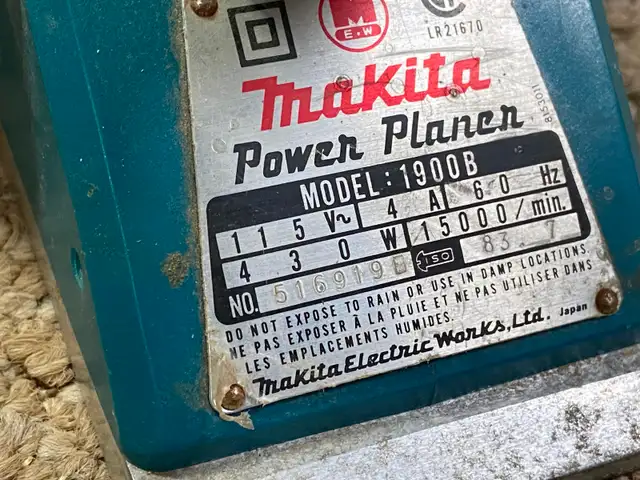 M
E W
LR21670
Makita
Power Planer
8153011
MODEL: 1900B
115 V~ 4 A 60 Hz
430 W 15000/min.
NO. 516919E ISO 83.7
DO NOT EXPOSE TO RAIN OR USE IN DAMP LOCATIONS
NE PAS EXPOSER À LA PLUIE ET NE PAS UTILISER DANS
LES EMPLACEMENTS HUMIDES.
Makita Electric Works, Ltd. Japan